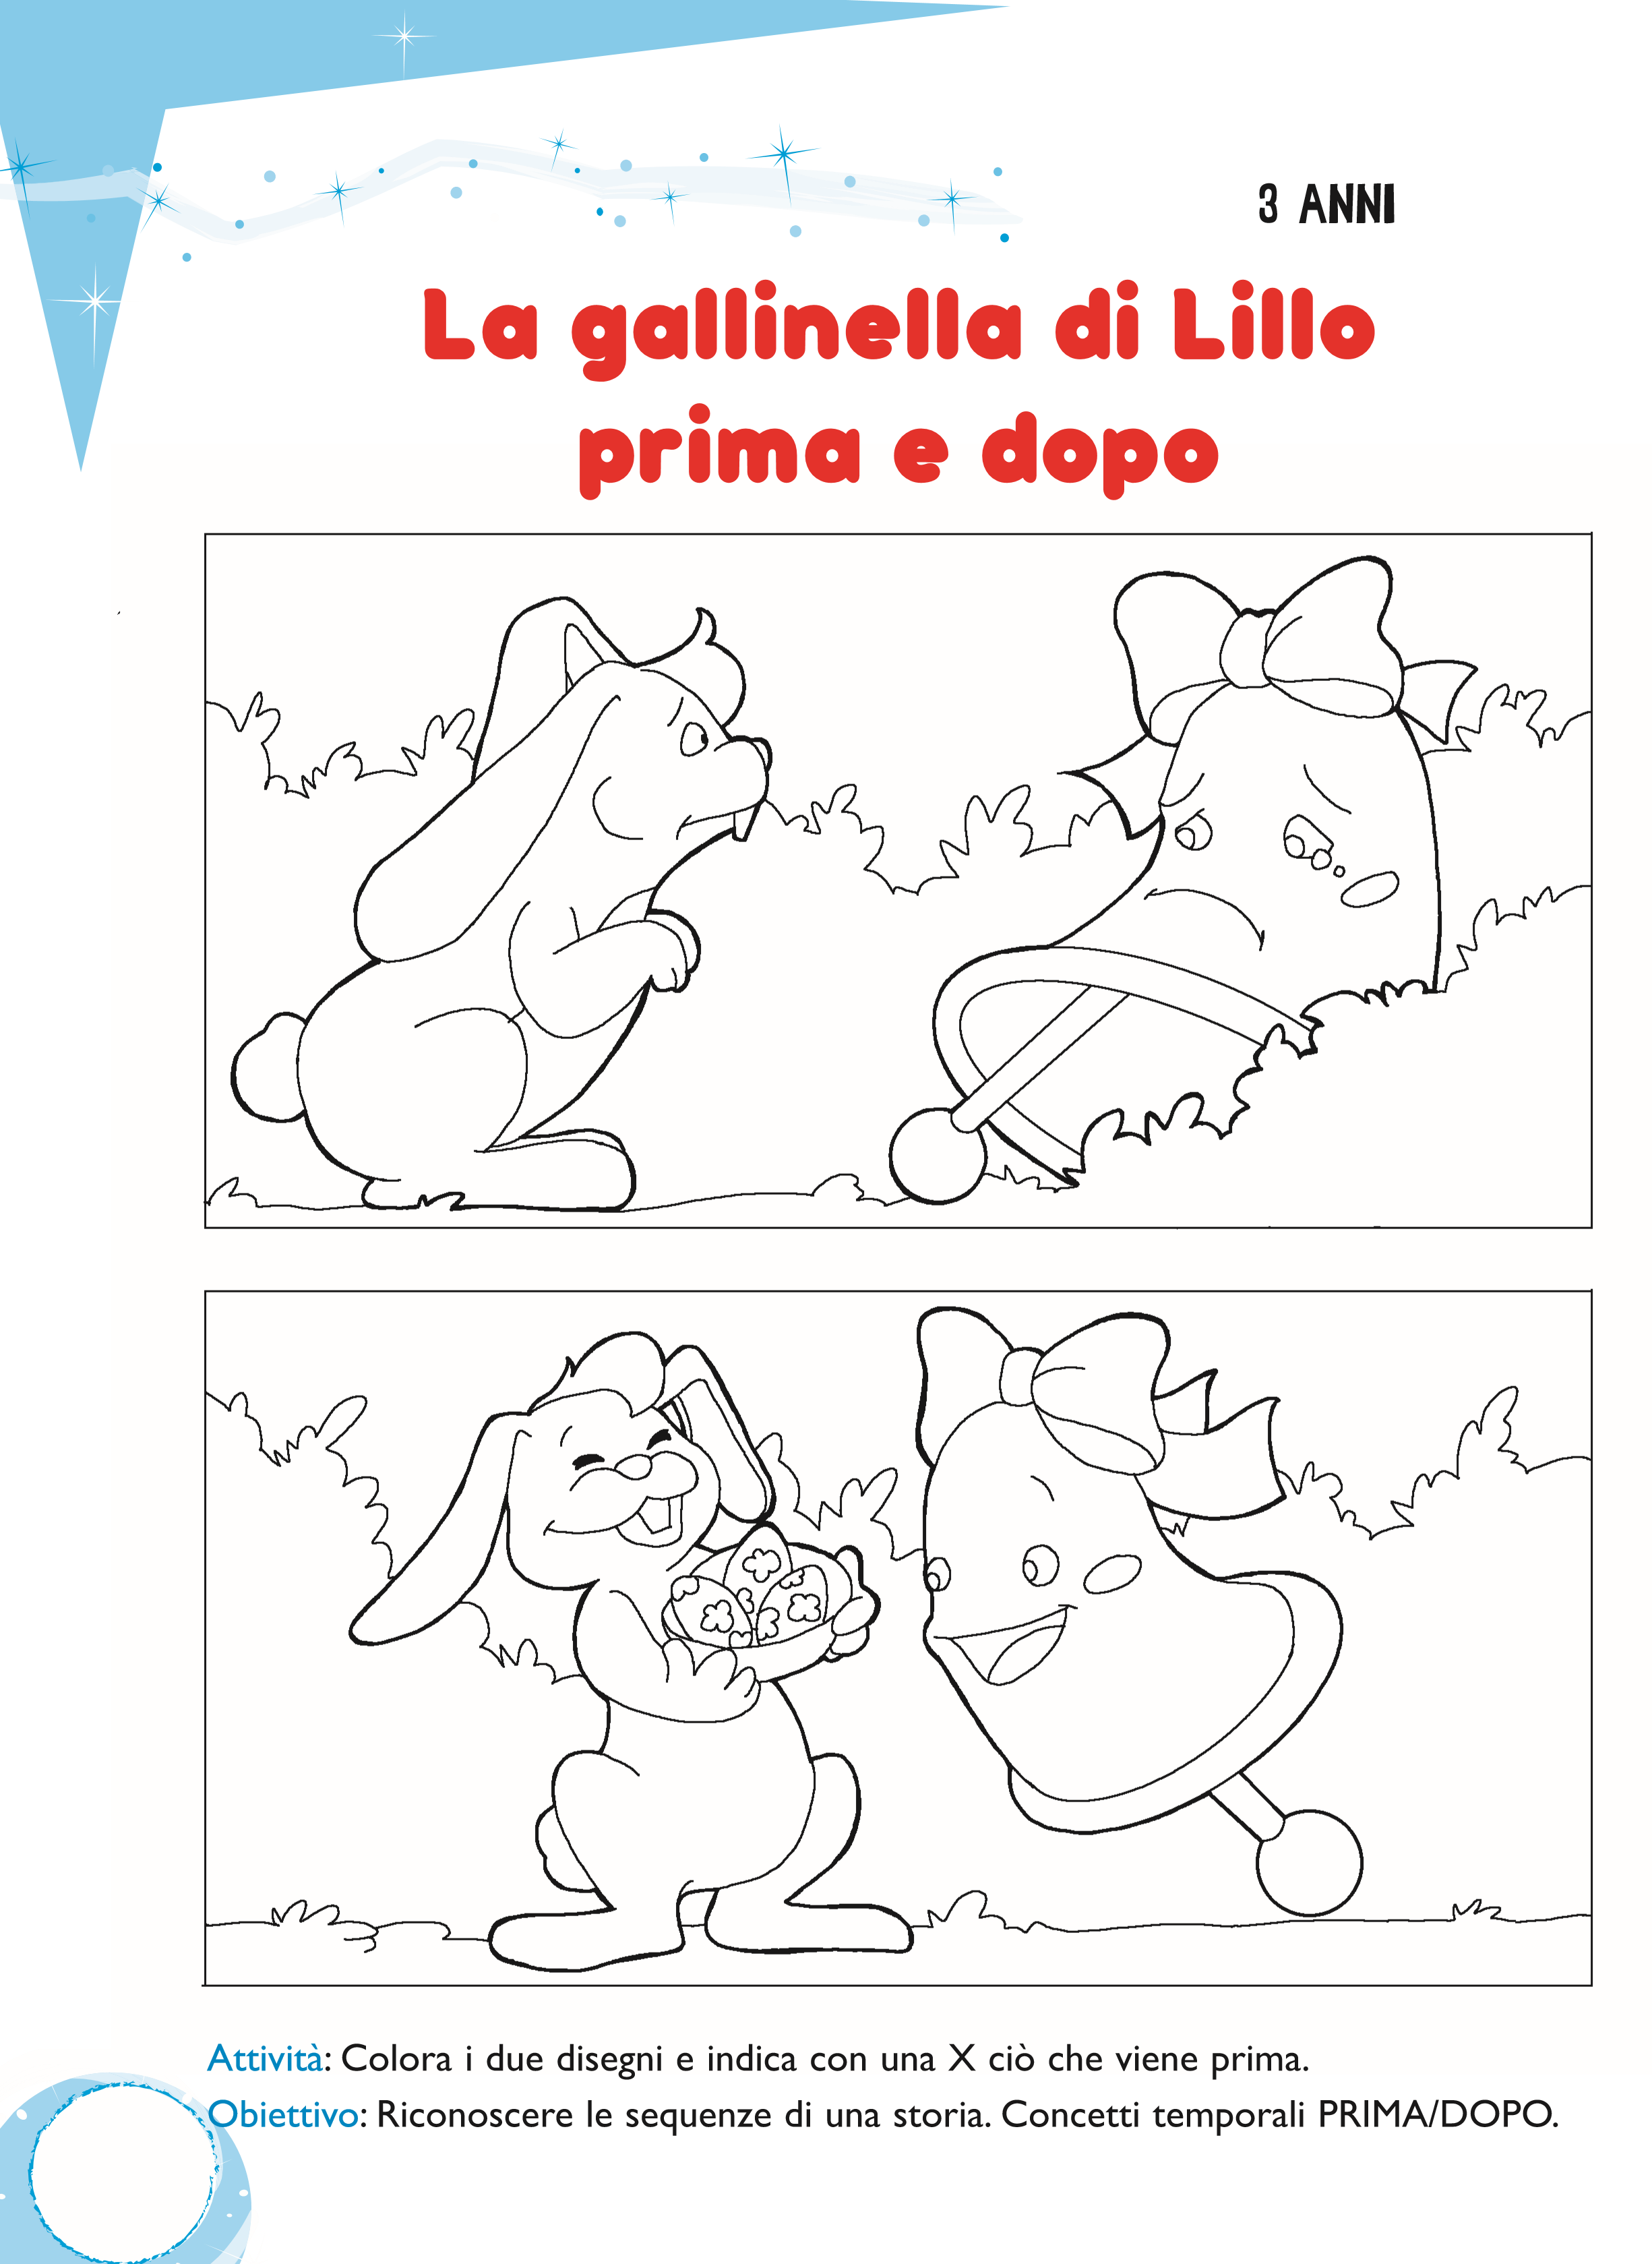 3 ANNI
La gallinella di Lillo
prima e dopo
Attività: Colora i due disegni e indica con una X ciò che viene prima.
Obiettivo: Riconoscere le sequenze di una storia. Concetti temporali PRIMA/DOPO.